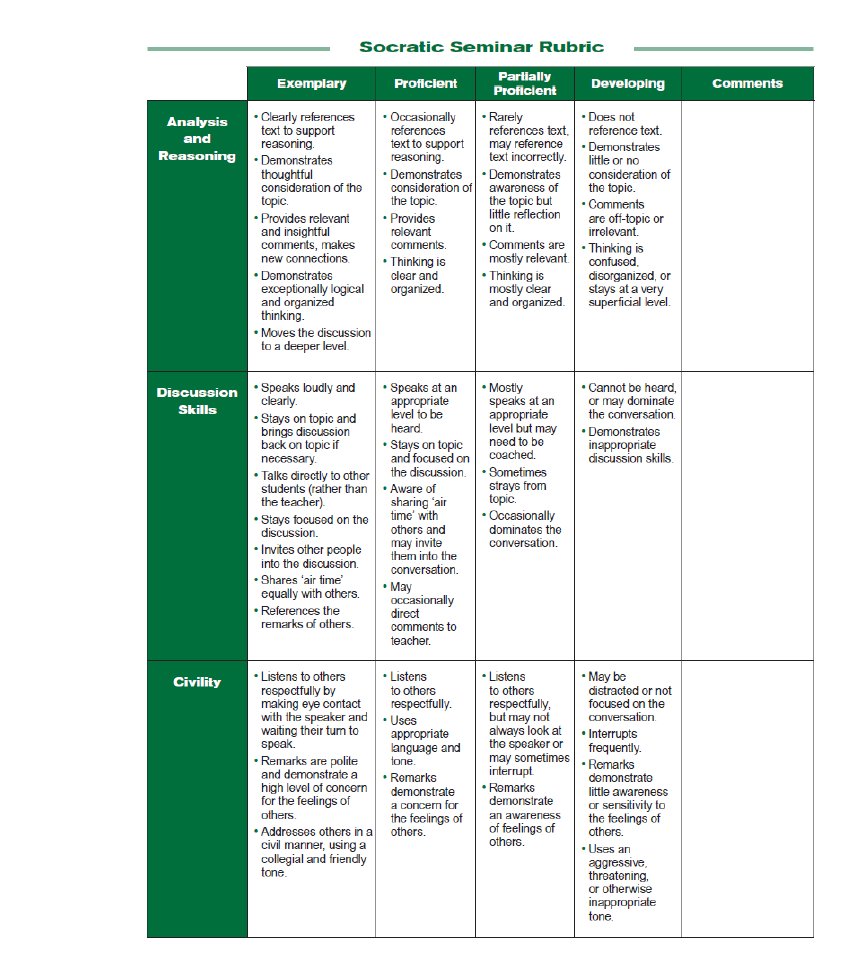 Socratic Seminar Rubric
Exemplary
Proficient
Partially
Proficient
Developing
Comments
Analysis
and
Reasoning
• Clearly references
text to support
reasoning.
• Demonstrates
thoughtful
consideration of the
topic.
• Provides relevant
and insightful
comments, makes
new connections.
• Demonstrates
exceptionally logical
and organized
thinking.
• Moves the discussion
to a deeper level.
• Occasionally
references
text to support
reasoning.
• Demonstrates
consideration of
the topic.
• Provides
relevant
comments.
• Thinking is
clear and
organized.
• Rarely
references text,
may reference
text incorrectly.
• Demonstrates
awareness of
the topic but
little reflection
on it.
• Comments are
mostly relevant.
• Thinking is
mostly clear
and organized.
• Does not
reference text.
• Demonstrates
little or no
consideration of
the topic.
• Comments
are off-topic or
irrelevant.
• Thinking is
confused,
disorganized, or
stays at a very
superficial level.
Discussion
Skills
• Speaks loudly and
clearly.
• Stays on topic and
brings discussion
back on topic if
necessary.
• Talks directly to other
students (rather than
the teacher).
• Stays focused on the
discussion.
• Invites other people
into the discussion.
• Shares ‘air time’
equally with others.
• References the
remarks of others.
• Speaks at an
appropriate
level to be
heard.
• Stays on topic
and focused on
the discussion.
• Aware of
sharing ‘air
time’ with
others and
may invite
them into the
conversation.
• May
occasionally
direct
comments to
teacher.
• Mostly
speaks at an
appropriate
level but may
need to be
coached.
• Sometimes
strays from
topic.
• Occasionally
dominates the
conversation.
• Cannot be heard,
or may dominate
the conversation.
• Demonstrates
inappropriate
discussion skills.
Civility
• Listens to others
respectfully by
making eye contact
with the speaker and
waiting their turn to
speak.
• Remarks are polite
and demonstrate a
high level of concern
for the feelings of
others.
• Addresses others in a
civil manner, using a
collegial and friendly
tone.
• Listens
to others
respectfully.
• Uses
appropriate
language and
tone.
• Remarks
demonstrate
a concern for
the feelings of
others.
• Listens
to others
respectfully,
but may not
always look at
the speaker or
may sometimes
interrupt.
• Remarks
demonstrate
an awareness
of feelings of
others.
• May be
distracted or not
focused on the
conversation.
• Interrupts
frequently.
• Remarks
demonstrate
little awareness
or sensitivity to
the feelings of
others.
• Uses an
aggressive,
threatening,
or otherwise
inappropriate
tone.